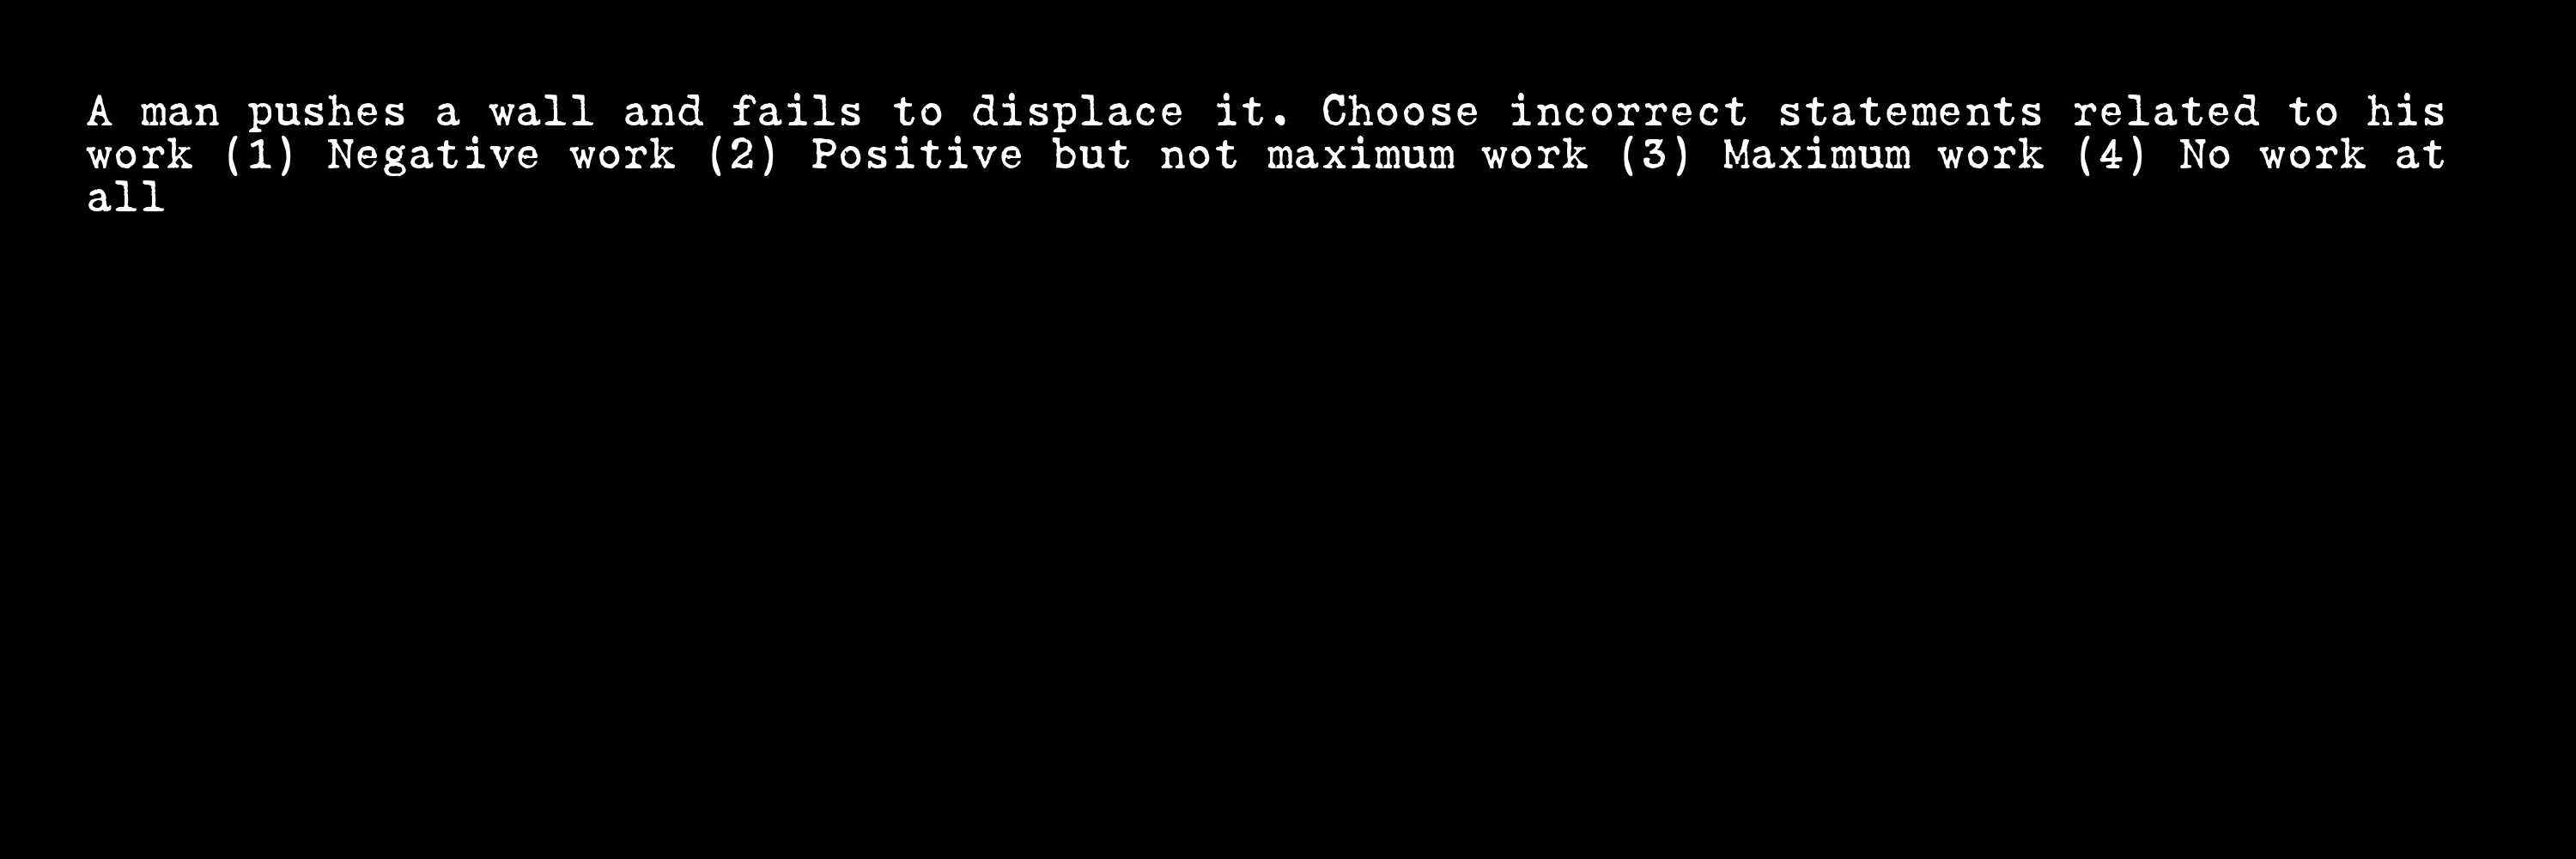 A man pushes a wall and fails to displace it. Choose incorrect statements related to his
work (1) Negative work (2) Positive but not maximum work (3) Maximum work (4) No work at
all